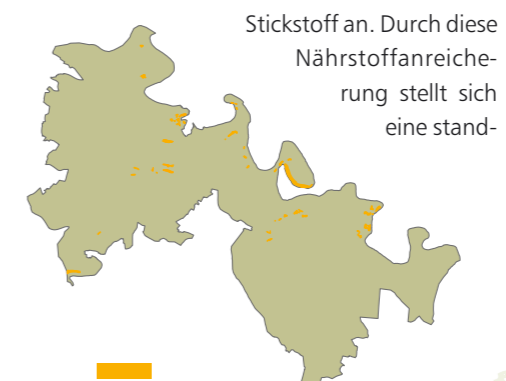 Stickstoff an. Durch diese
Nährstoffanreiche-
rung stellt sich
eine stand-